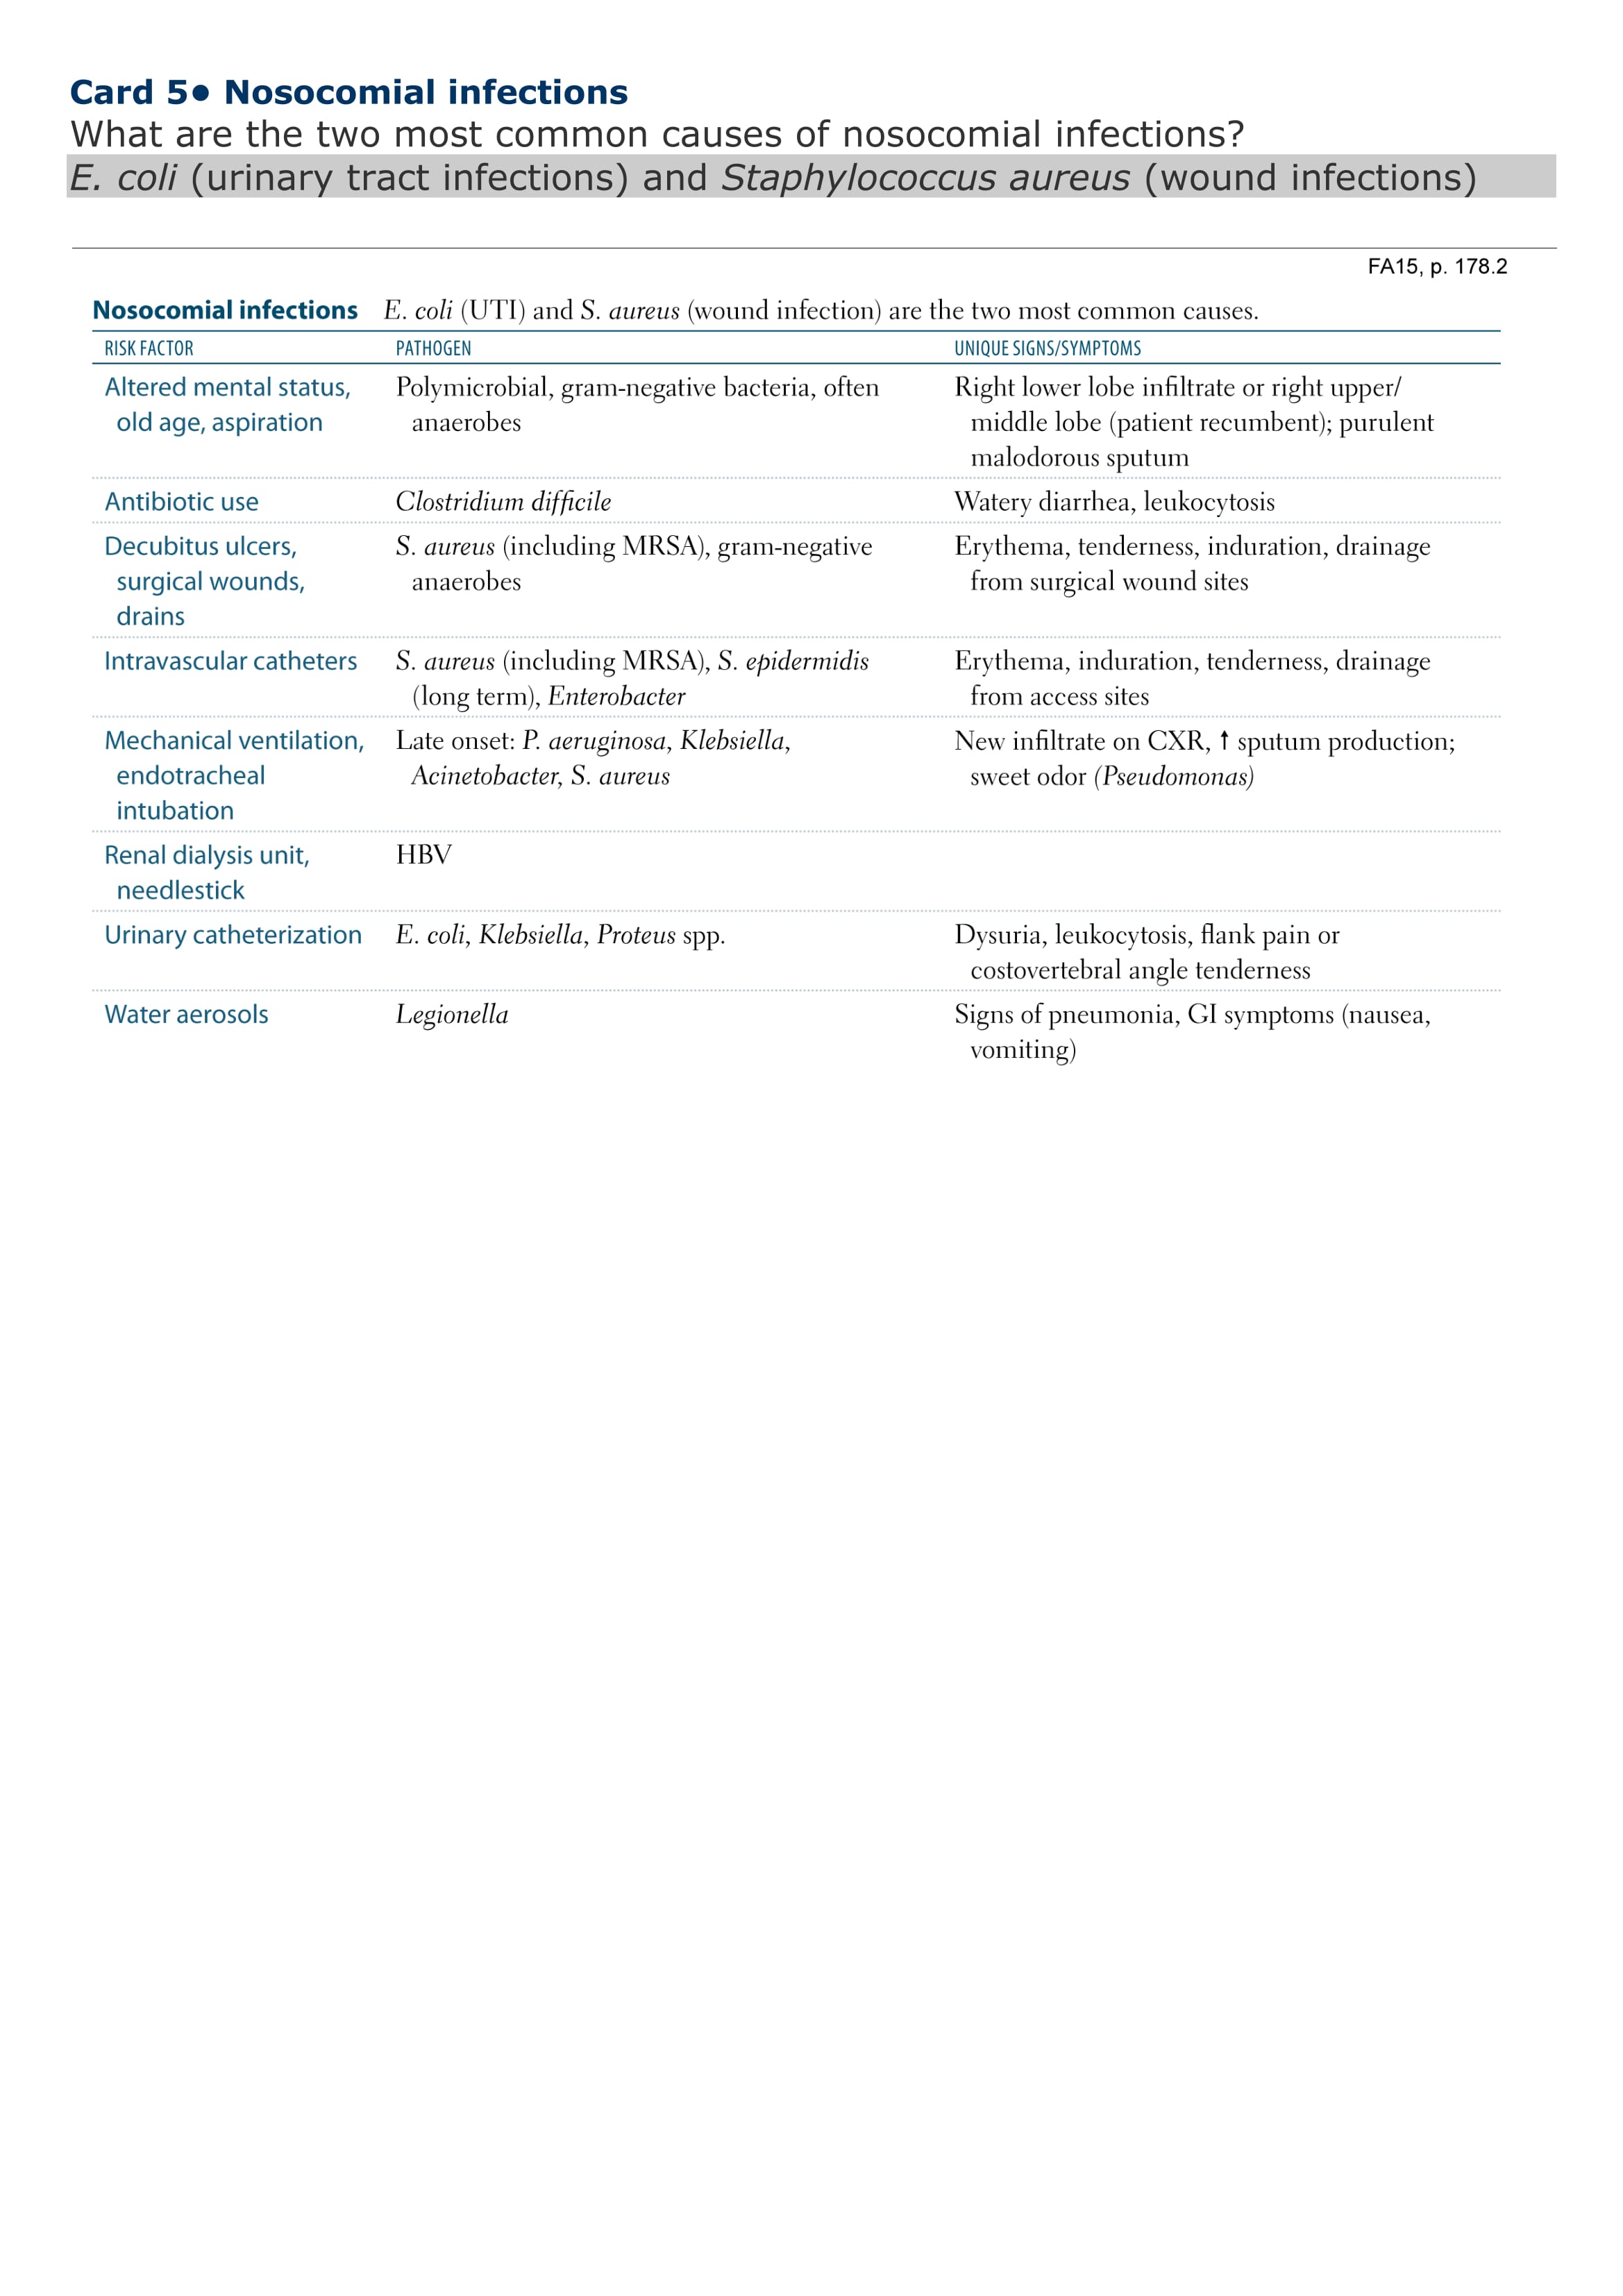 Card 5● Nosocomial infections
What are the two most common causes of nosocomial infections?
E. coli (urinary tract infections) and Staphylococcus aureus (wound infections)
FA15, p. 178.2
Nosocomial infections E. coli (UTI) and S. aureus (wound infection) are the two most common causes.
RISK FACTOR PATHOGEN UNIQUE SIGNS/SYMPTOMS
Altered mental status, Polymicrobial, gram-negative bacteria, often Right lower lobe infiltrate or right upper/
old age, aspiration anaerobes middle lobe (patient recumbent); purulent
malodorous sputum
Antibiotic use Clostridium difficile Watery diarrhea, leukocytosis
Decubitus ulcers, S. aureus (including MRSA), gram-negative Erythema, tenderness, induration, drainage
surgical wounds, anaerobes from surgical wound sites
drains
Intravascular catheters S. aureus (including MRSA), S. epidermidis Erythema, induration, tenderness, drainage
(long term), Enterobacter from access sites
Mechanical ventilation, Late onset: P. aeruginosa, Klebsiella, New infiltrate on CXR, ↑ sputum production;
endotracheal Acinetobacter, S. aureus sweet odor (Pseudomonas)
intubation
Renal dialysis unit, HBV
needlestick
Urinary catheterization E. coli, Klebsiella, Proteus spp. Dysuria, leukocytosis, flank pain or
costovertebral angle tenderness
Water aerosols Legionella Signs of pneumonia, GI symptoms (nausea,
vomiting)